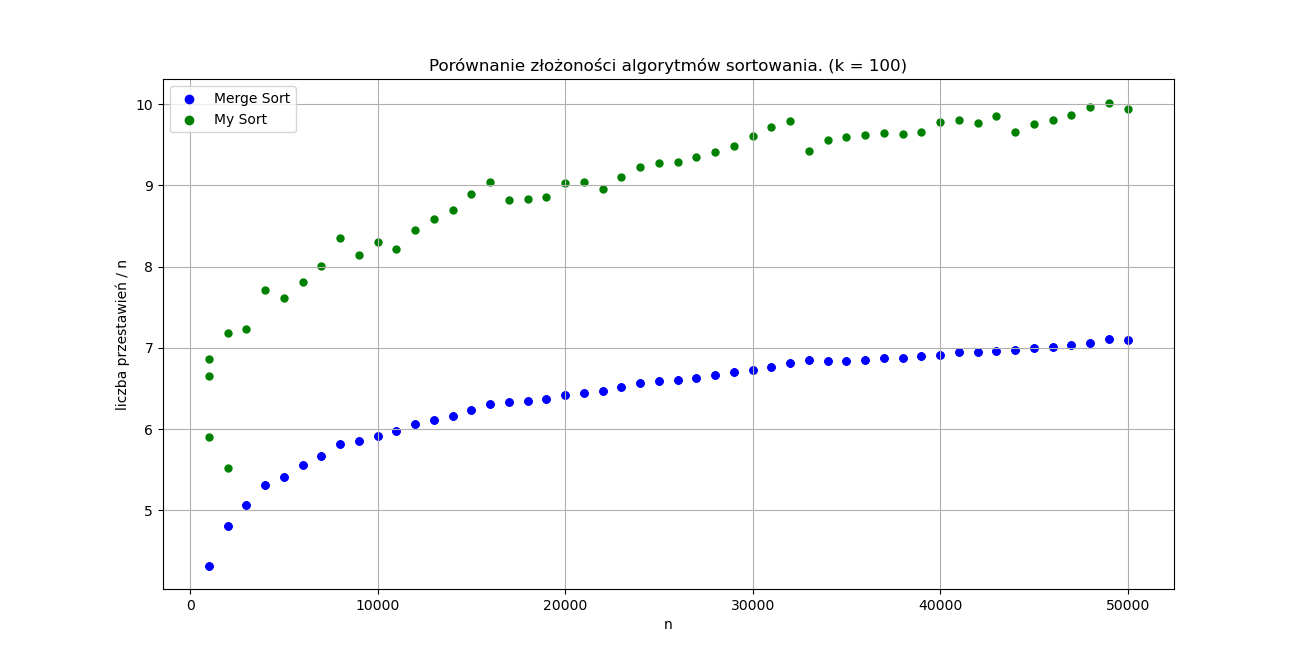 Porównanie złożoności algorytmów sortowania. (k = 100)
Merge Sort
My Sort
10
9
8
7
6
5
liczba przestawień / n
0 10000 20000 30000 40000 50000
n